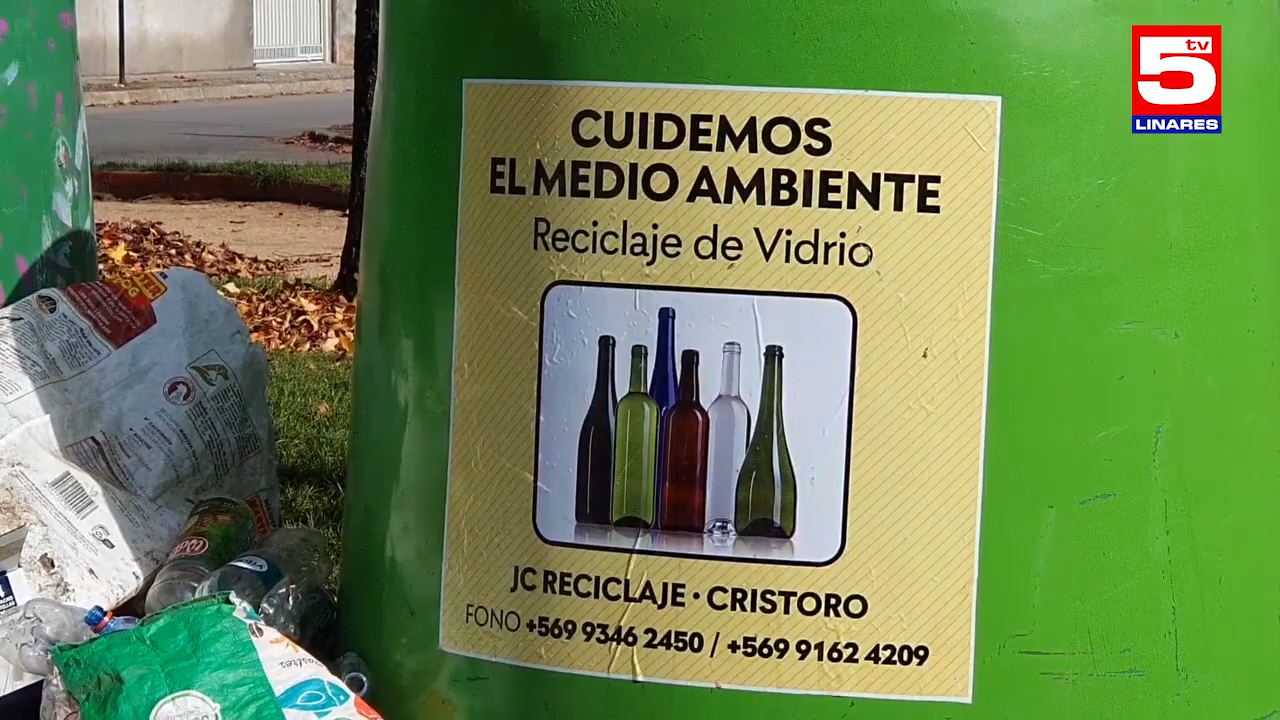 5 tv
LINARES
CUIDEMOS
EL MEDIO AMBIENTE
Reciclaje de Vidrio
JC RECICLAJE • CRISTORO
FONO +569 9346 2450 / +569 9162 4209